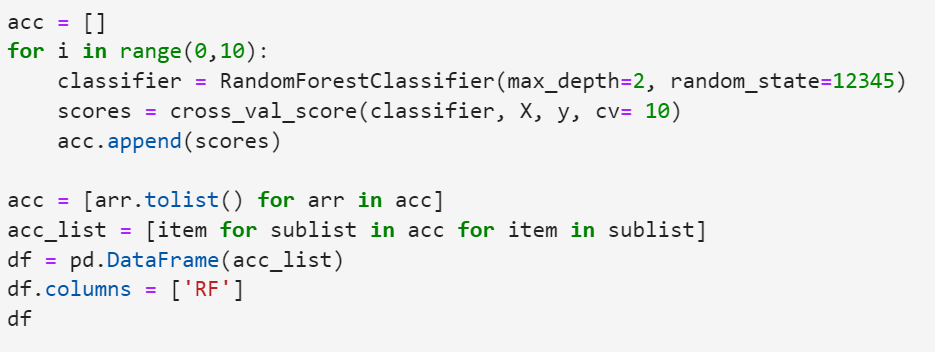 acc = []
for i in range(0,10):
    classifier = RandomForestClassifier(max_depth=2, random_state=12345)
    scores = cross_val_score(classifier, X, y, cv= 10)
    acc.append(scores)

acc = [arr.tolist() for arr in acc]
acc_list = [item for sublist in acc for item in sublist]
df = pd.DataFrame(acc_list)
df.columns = ['RF']
df